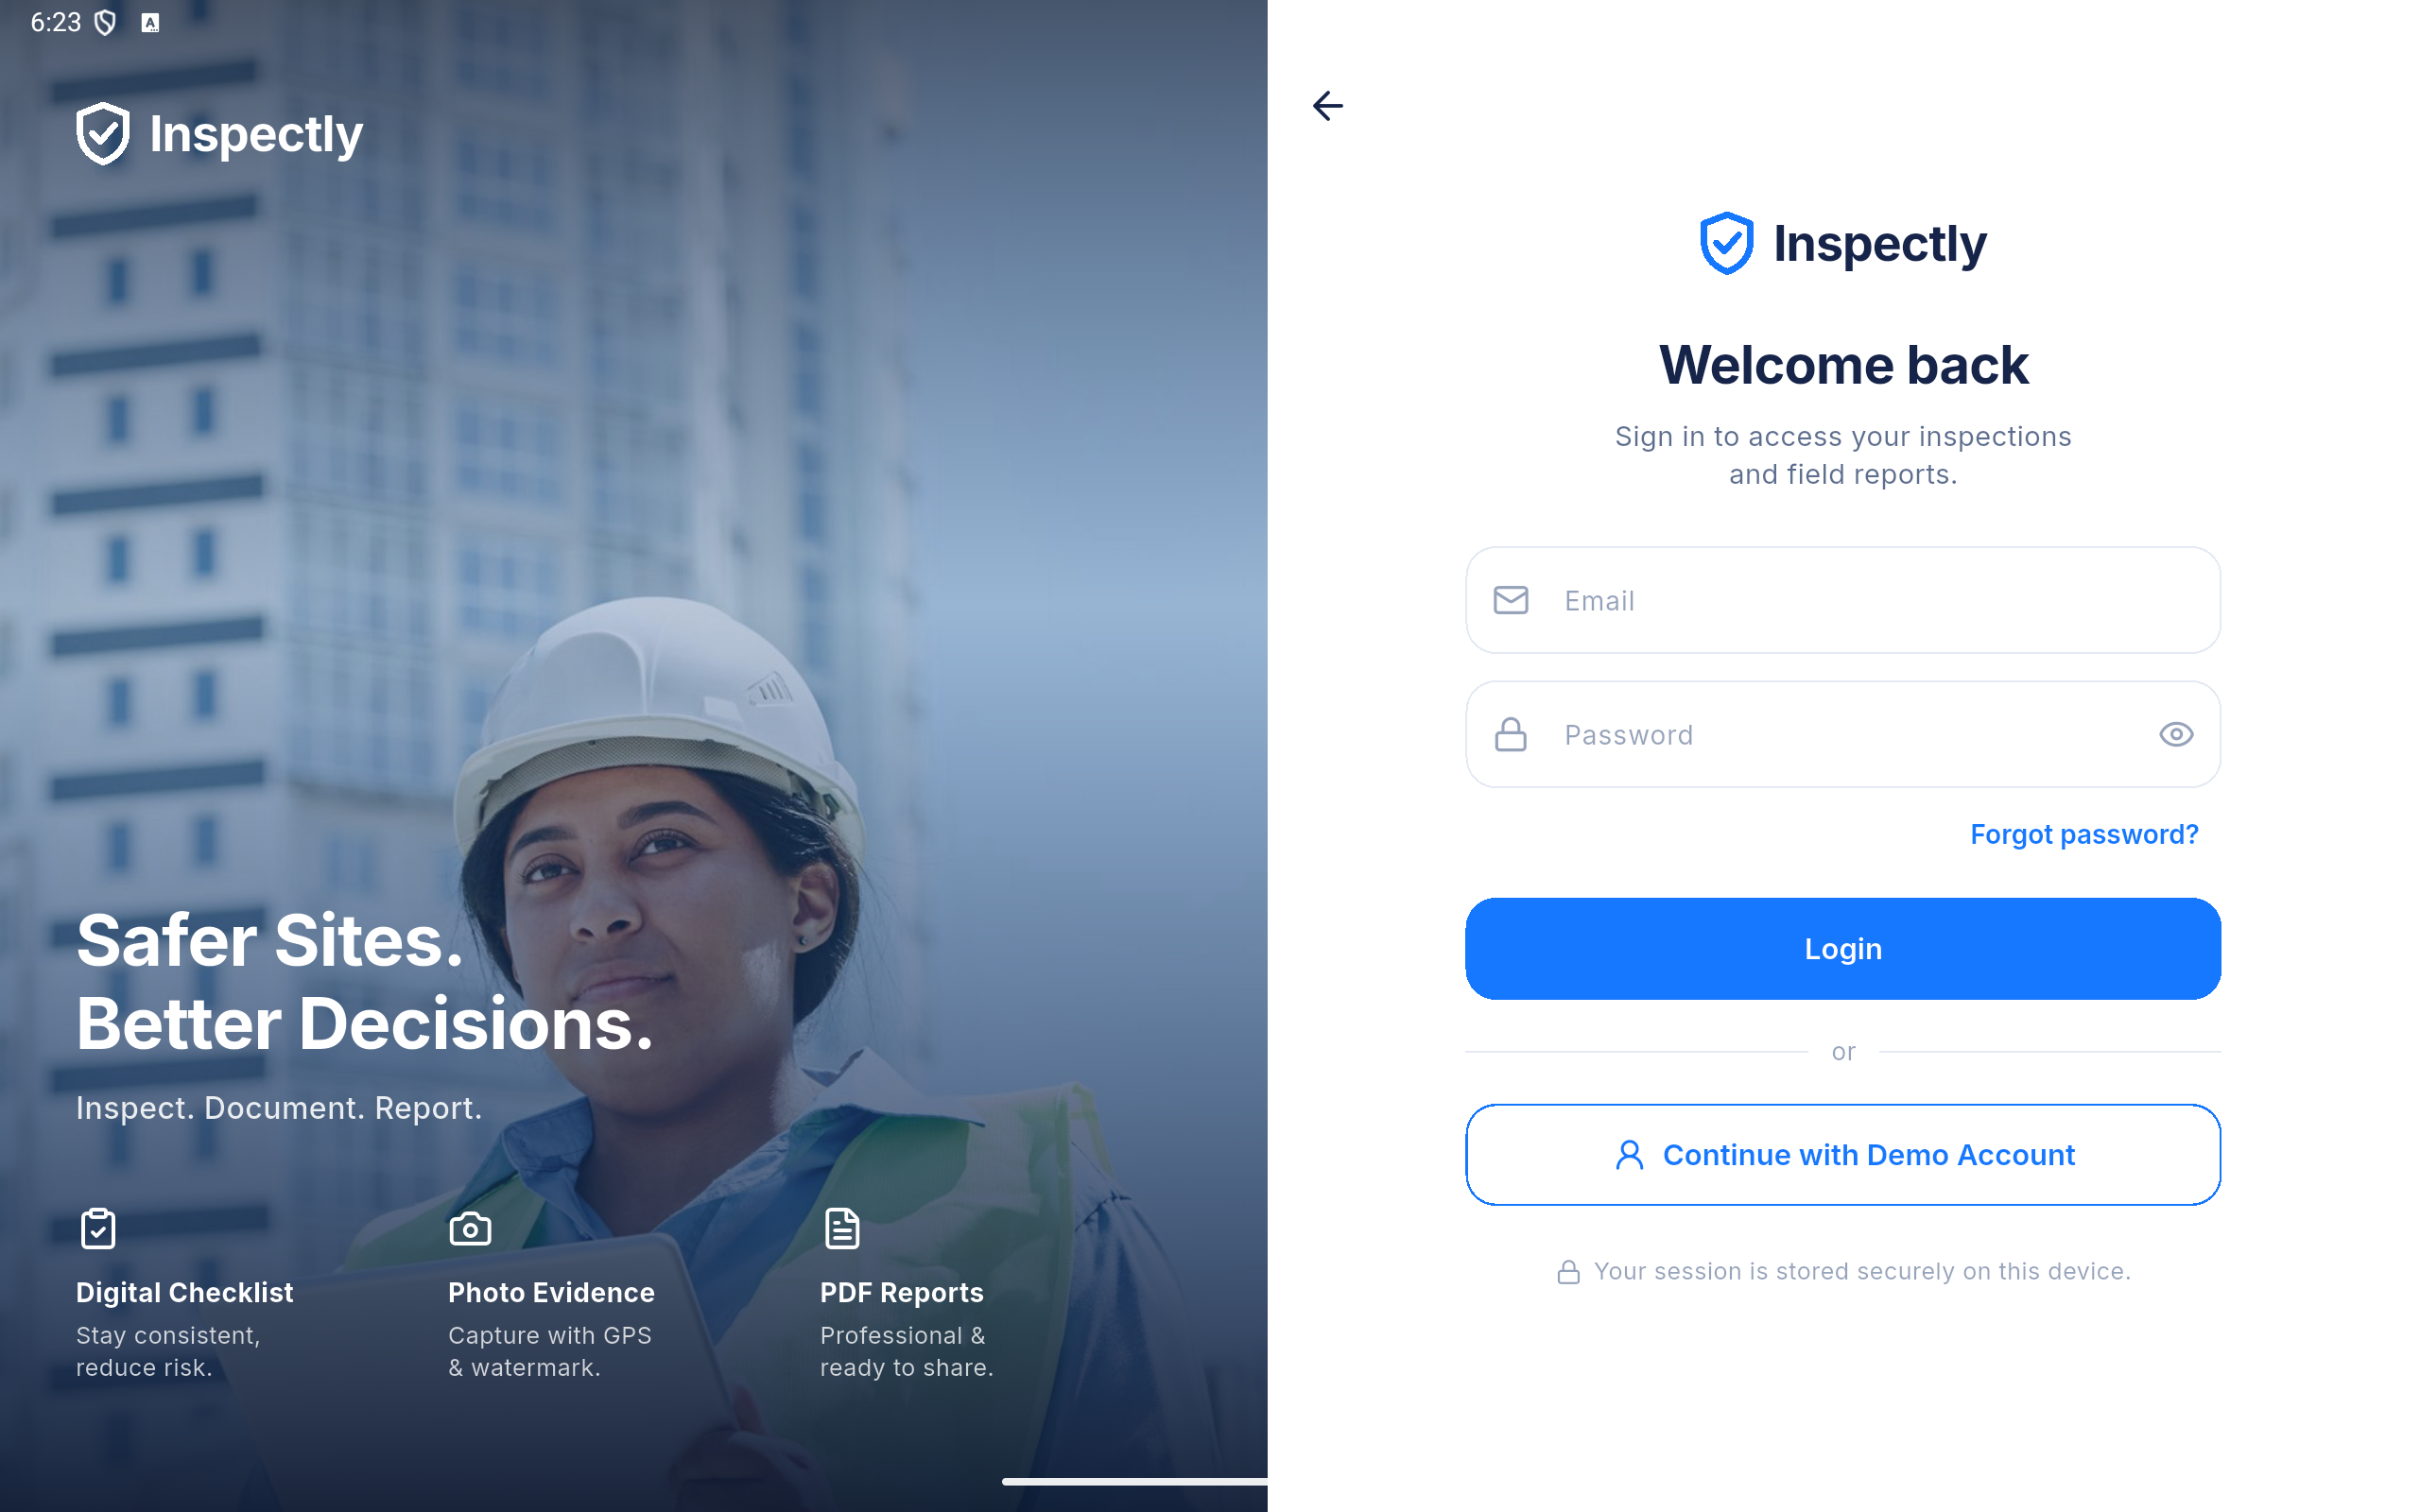 6:23
Inspectly
Safer Sites.
Better Decisions.
Inspect. Document. Report.
Digital Checklist
Stay consistent,
reduce risk.
Photo Evidence
Capture with GPS
& watermark.
PDF Reports
Professional &
ready to share.
Inspectly
Welcome back
Sign in to access your inspections
and field reports.
Email
Password
Forgot password?
Login
or
Continue with Demo Account
Your session is stored securely on this device.